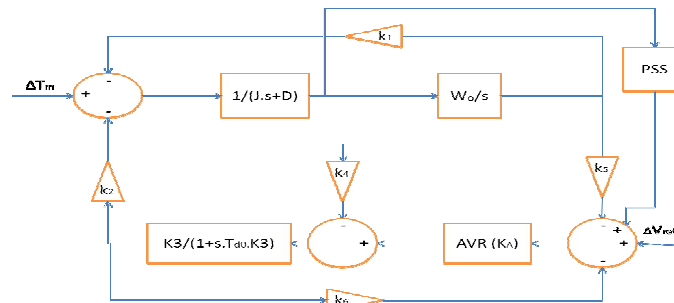 k1
PSS
ΔTm
-
+
-
1/(J.s+D)
Wo/s
k2
k4
k5
K3/(1+s.Tdo.K3)
-
+
AVR (KA)
-
+
+
-
ΔVref
k6